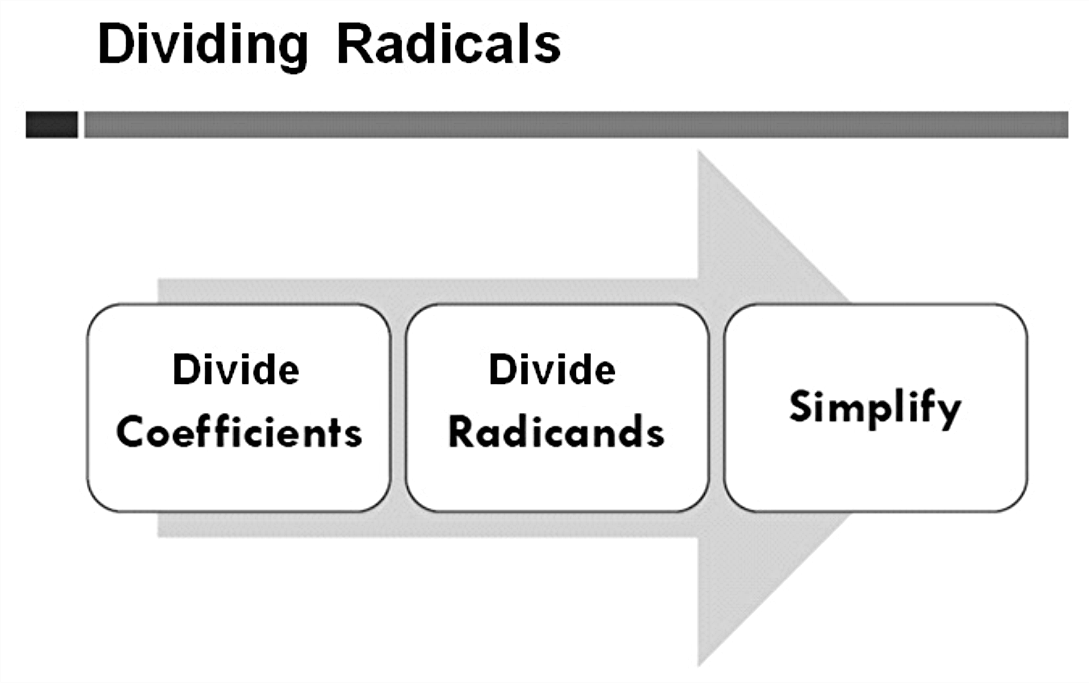 Dividing Radicals
Divide
Coefficients
Divide
Radicands
Simplify